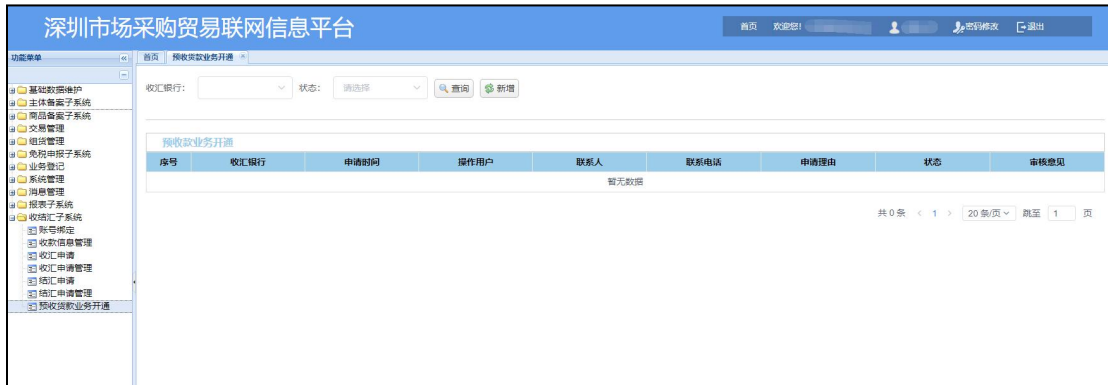 深圳市场采购贸易联网信息平台
首页 欢迎您! 密码修改 退出
功能菜单
首页 预收货款业务开通
收汇银行: 状态: 请选择 查询 新增
基础数据维护
主体备案子系统
商品备案子系统
交易管理
组货管理
免税申报子系统
业务登记
系统管理
消息管理
报表子系统
收结汇子系统
账号绑定
收款信息管理
收汇申请
收汇申请管理
结汇申请
结汇申请管理
预收货款业务开通
预收款业务开通
序号 收汇银行 申请时间 操作用户 联系人 联系电话 申请理由 状态 审核意见
暂无数据
共 0 条 < 1 > 20 条/页 跳至 1 页